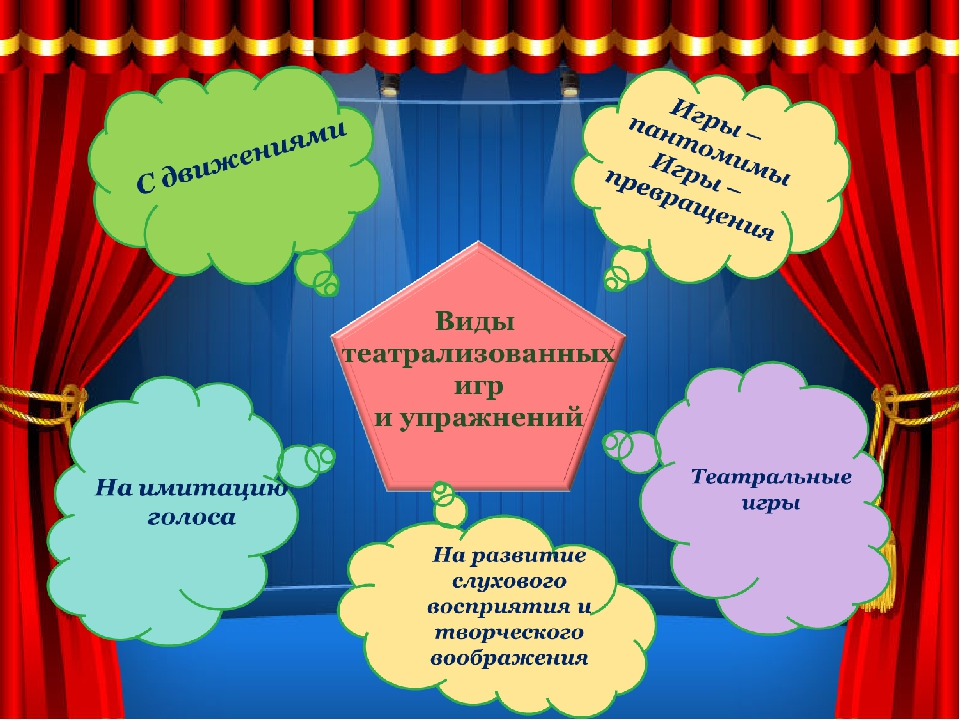 С движениями
Игры –
пантомимы
Игры –
превращения
Виды
театрализованных
игр
и упражнений
На имитацию
голоса
Театральные
игры
На развитие
слухового
восприятия и
творческого
воображения